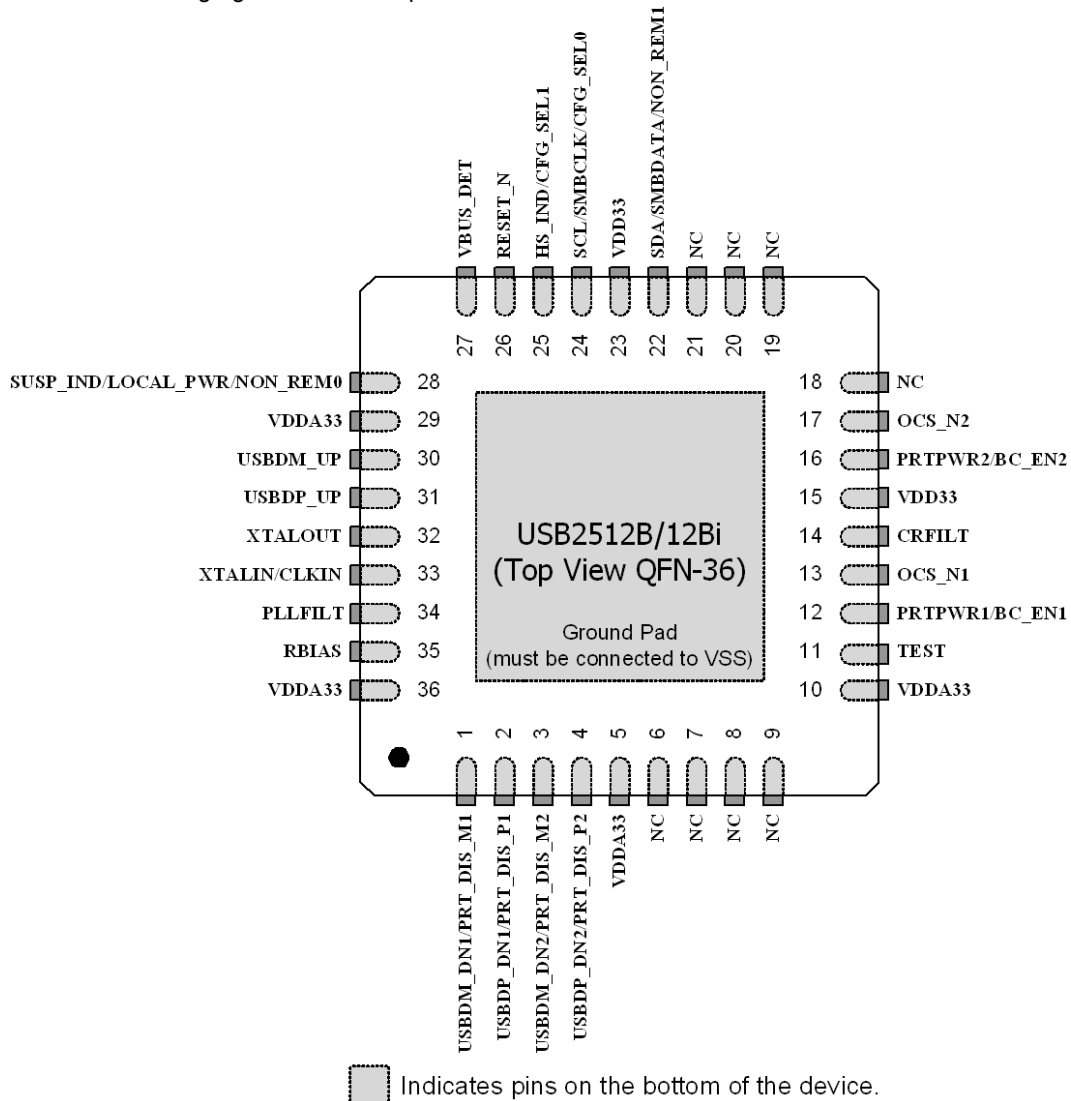 VBUS_DET
RESET_N
HS_IND/CFG_SEL1
SCL/SMBCLK/CFG_SEL0
VDD33
SDA/SMBDATA/NON_REM1
NC
NC
NC
27
26
25
24
23
22
21
20
19
SUSP_IND/LOCAL_PWR/NON_REM0 28
VDDA33 29
USBDM_UP 30
USBDP_UP 31
XTALOUT 32
XTALIN/CLKIN 33
PLLFILT 34
RBIAS 35
VDDA33 36
USB2512B/12Bi
(Top View QFN-36)
Ground Pad
(must be connected to VSS)
18 NC
17 OCS_N2
16 PRTPWR2/BC_EN2
15 VDD33
14 CRFILT
13 OCS_N1
12 PRTPWR1/BC_EN1
11 TEST
10 VDDA33
1
2
3
4
5
6
7
8
9
USBDM_DN1/PRT_DIS_M1
USBDP_DN1/PRT_DIS_P1
USBDM_DN2/PRT_DIS_M2
USBDP_DN2/PRT_DIS_P2
VDDA33
NC
NC
NC
NC
Indicates pins on the bottom of the device.